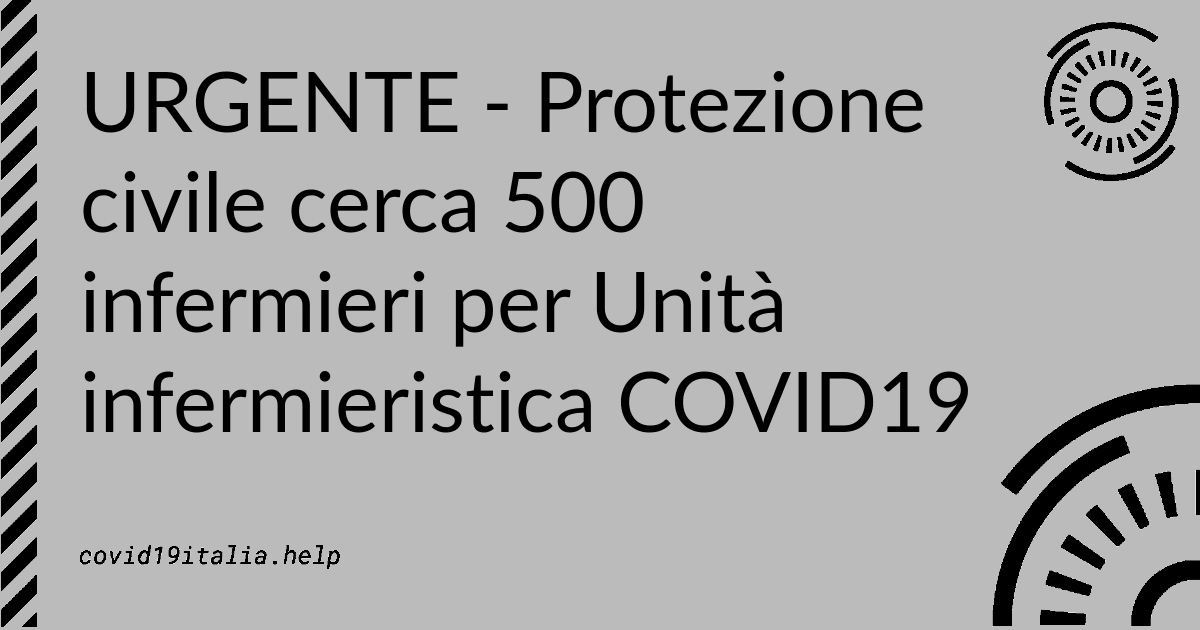 URGENTE - Protezione
civile cerca 500
infermieri per Unità
infermieristica COVID19
covid19italia.help